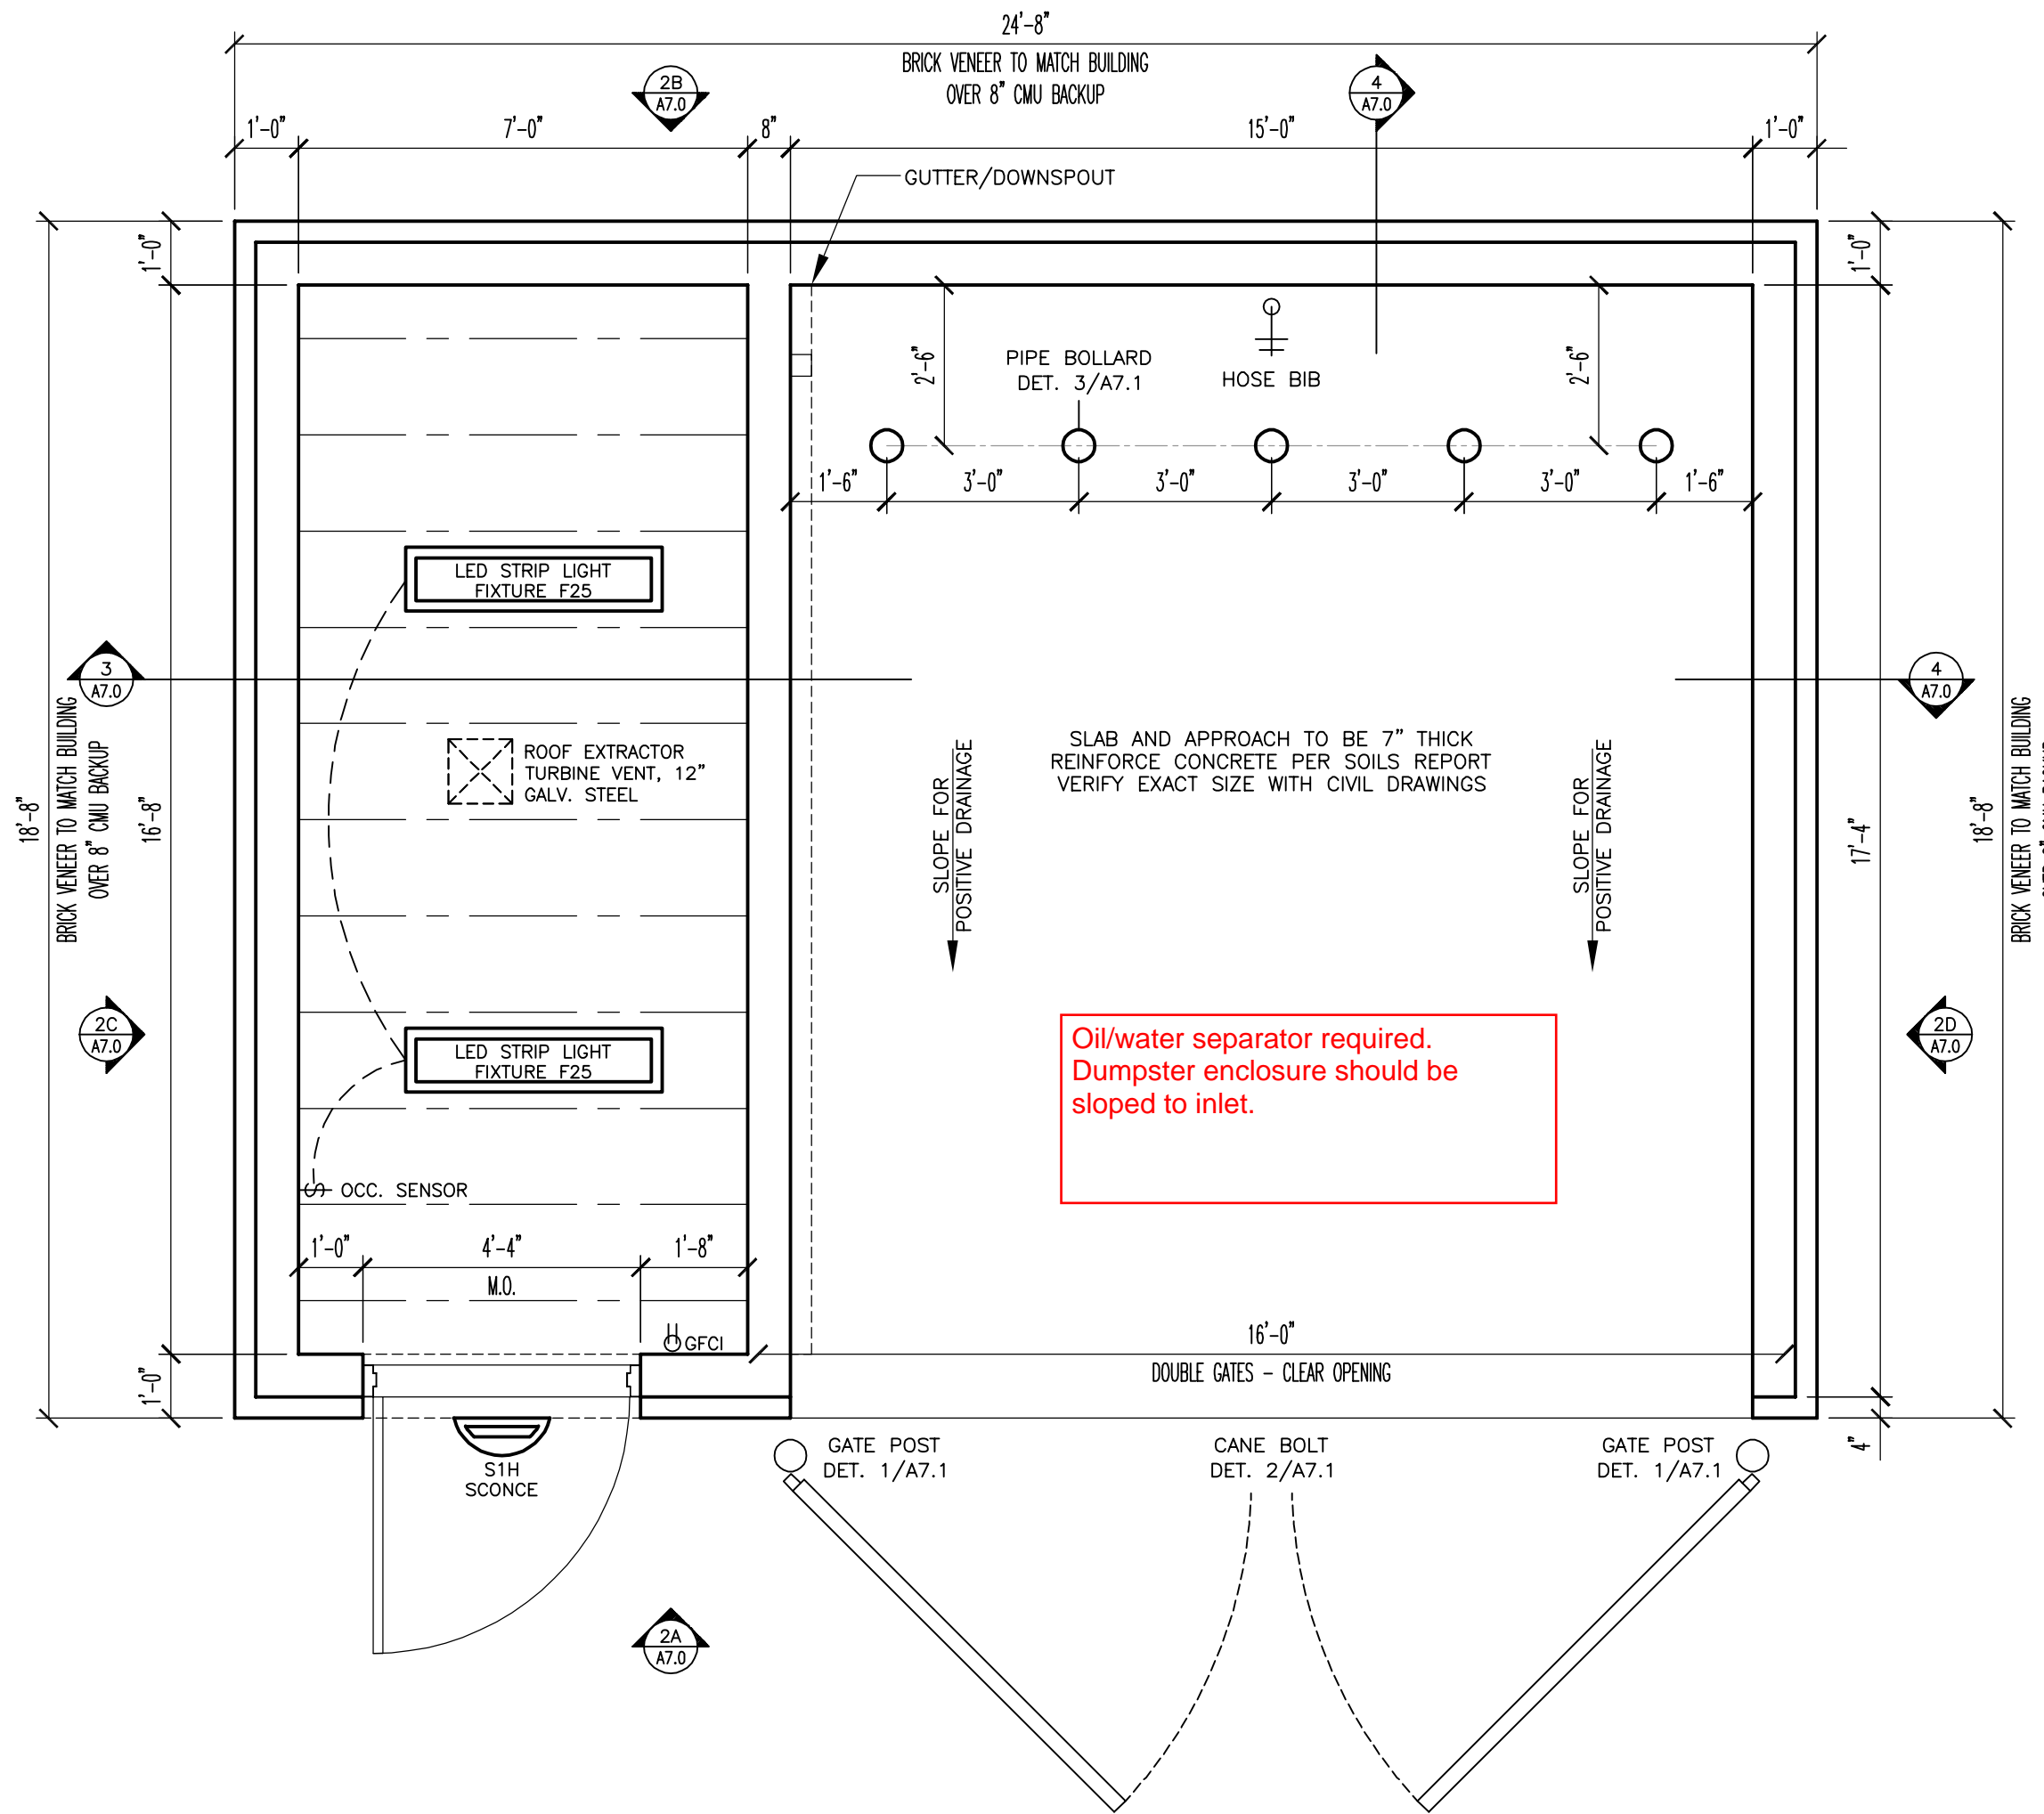 24'-8"
BRICK VENEER TO MATCH BUILDING
OVER 8" CMU BACKUP
2B
A7.0
4
A7.0
1'-0"
7'-0"
8"
15'-0"
1'-0"
GUTTER/DOWNSPOUT
1'-0"
1'-0"
2'-6"
PIPE BOLLARD
DET. 3/A7.1
HOSE BIB
2'-6"
1'-6"
3'-0"
3'-0"
3'-0"
3'-0"
1'-6"
LED STRIP LIGHT
FIXTURE F25
3
A7.0
4
A7.0
18'-8"
BRICK VENEER TO MATCH BUILDING
OVER 8" CMU BACKUP
16'-8"
ROOF EXTRACTOR
TURBINE VENT, 12"
GALV. STEEL
SLOPE FOR
POSITIVE DRAINAGE
SLAB AND APPROACH TO BE 7" THICK
REINFORCE CONCRETE PER SOILS REPORT
VERIFY EXACT SIZE WITH CIVIL DRAWINGS
SLOPE FOR
POSITIVE DRAINAGE
17'-4"
18'-8"
BRICK VENEER TO MATCH BUILDING
2C
A7.0
LED STRIP LIGHT
FIXTURE F25
Oil/water separator required.
Dumpster enclosure should be
sloped to inlet.
2D
A7.0
S
OCC. SENSOR
1'-0"
4'-4"
1'-8"
M.O.
GFCI
16'-0"
DOUBLE GATES - CLEAR OPENING
1'-0"
4"
S1H
SCONCE
GATE POST
DET. 1/A7.1
CANE BOLT
DET. 2/A7.1
GATE POST
DET. 1/A7.1
2A
A7.0